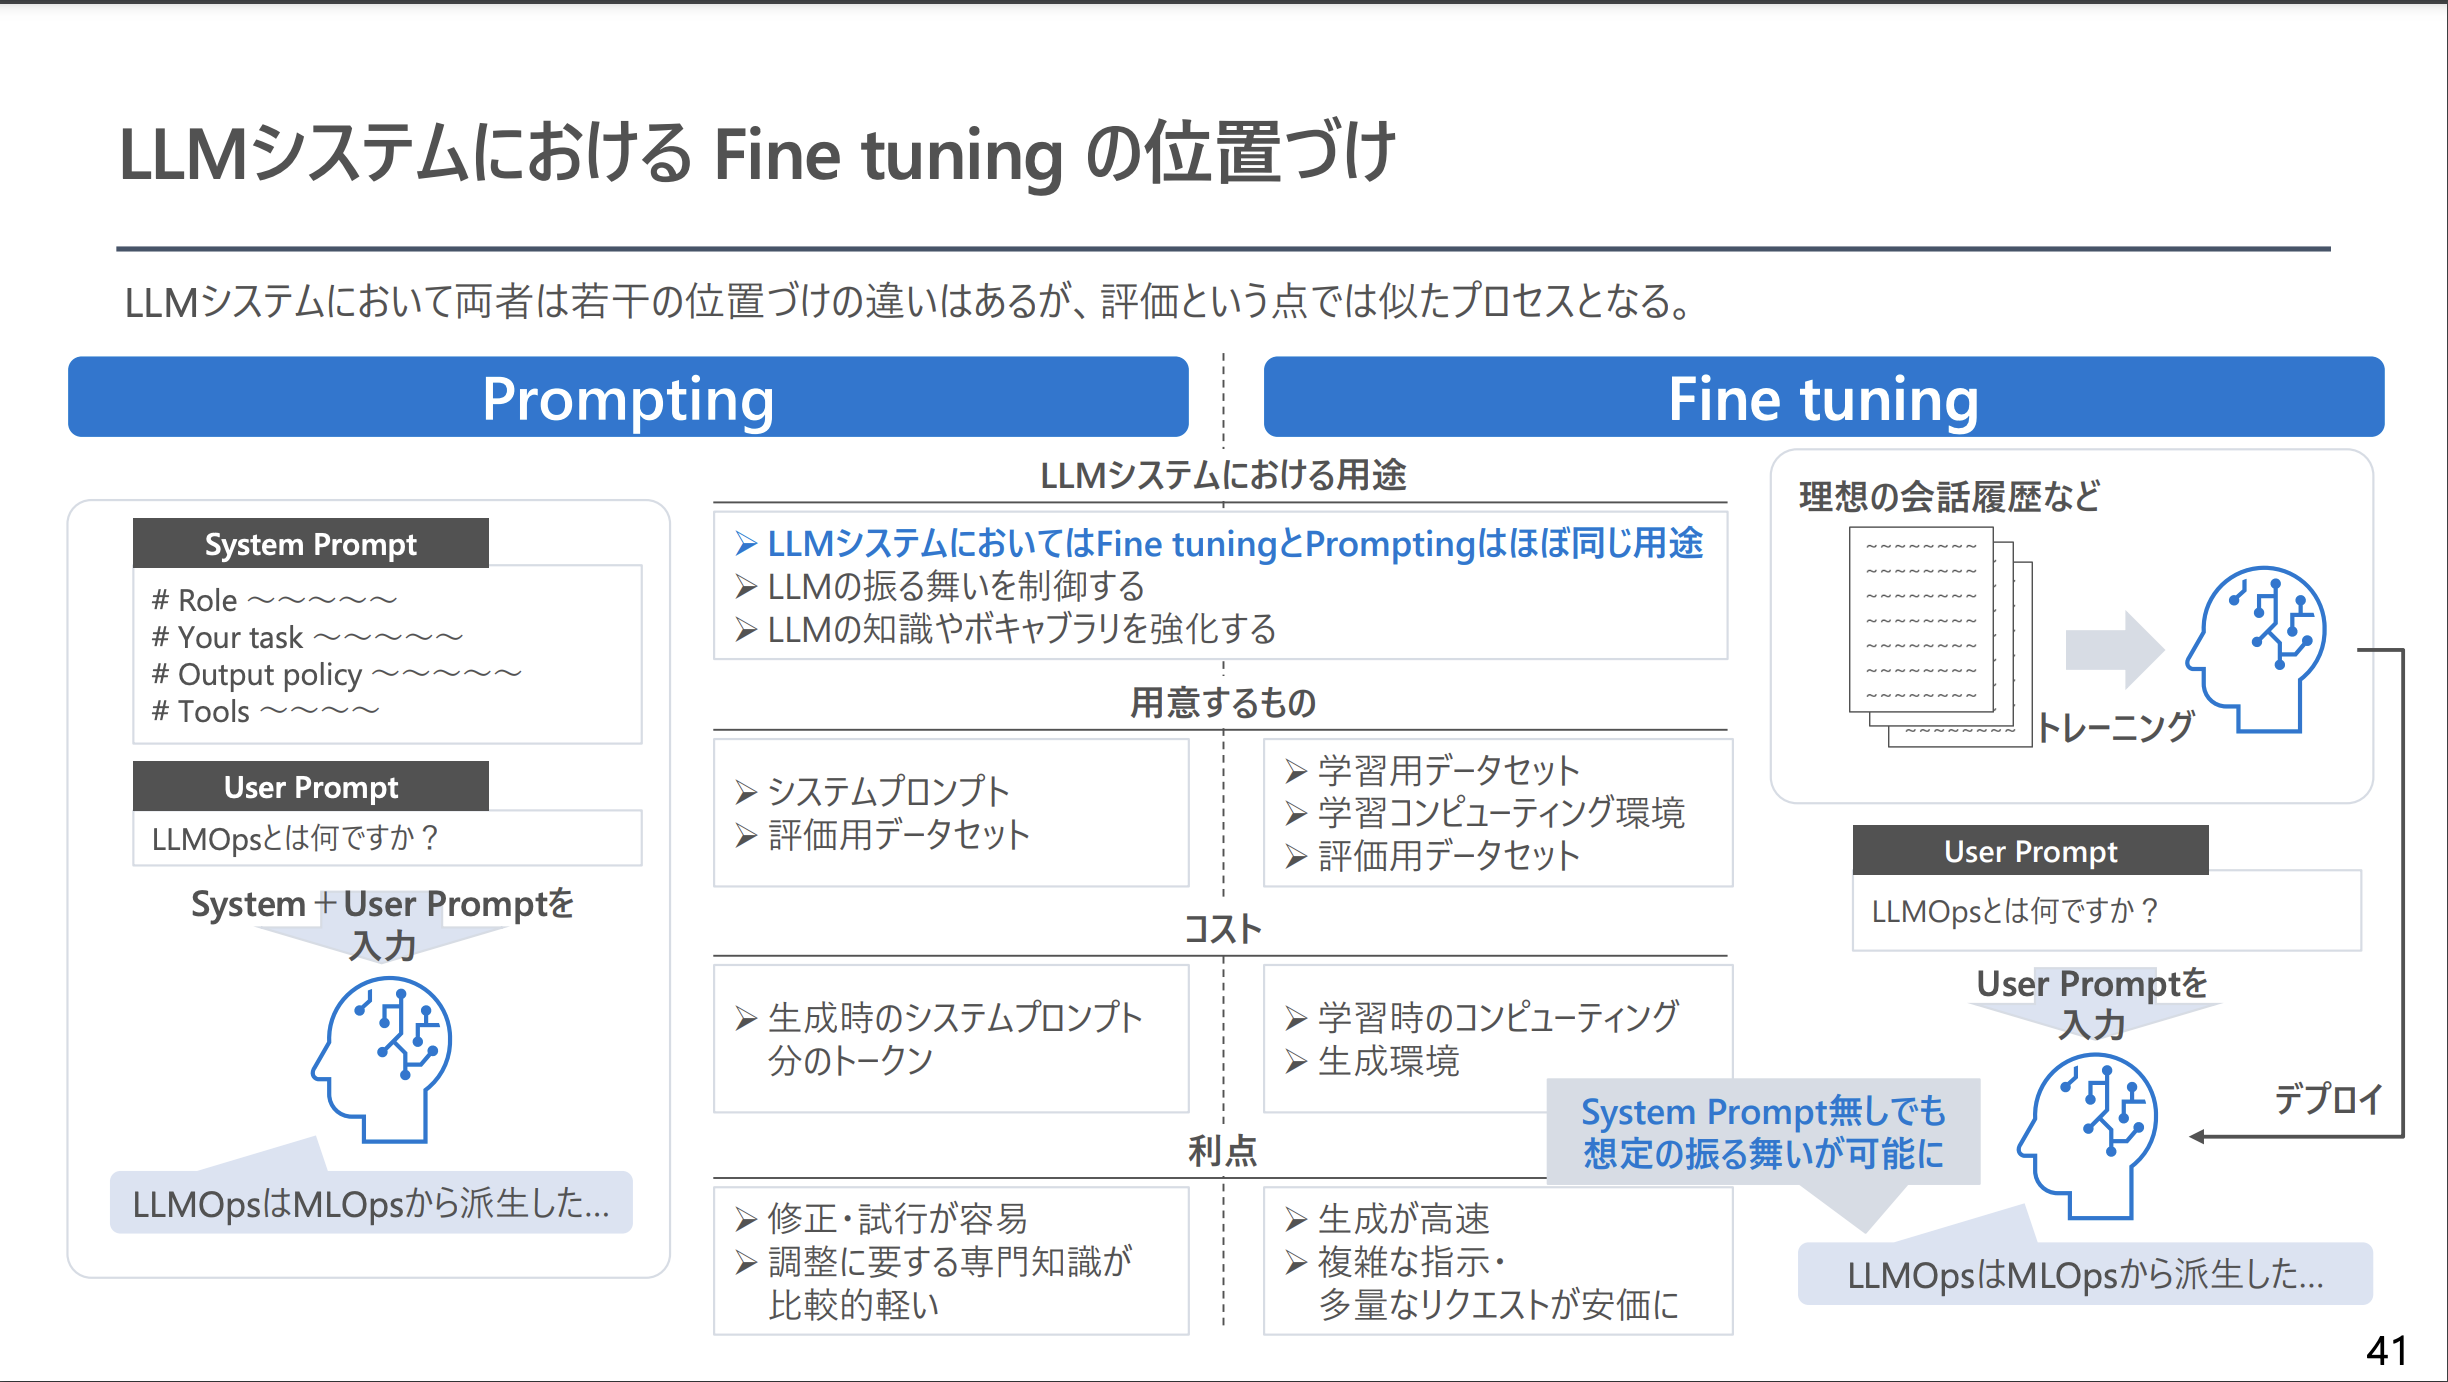 LLMシステムにおける Fine tuning の位置づけ
LLMシステムにおいて両者は若干の位置づけの違いはあるが、評価という点では似たプロセスとなる。
Prompting
Fine tuning
System Prompt
# Role ～～～～～
# Your task ～～～～～
# Output policy ～～～～～
# Tools ～～～～
User Prompt
LLMOpsとは何ですか？
System＋User Promptを
入力
LLMOpsはMLOpsから派生した…
LLMシステムにおける用途
➢ LLMシステムにおいてはFine tuningとPromptingはほぼ同じ用途
➢ LLMの振る舞いを制御する
➢ LLMの知識やボキャブラリを強化する
用意するもの
➢ システムプロンプト
➢ 評価用データセット
➢ 学習用データセット
➢ 学習コンピューティング環境
➢ 評価用データセット
コスト
➢ 生成時のシステムプロンプト
分のトークン
➢ 学習時のコンピューティング
➢ 生成環境
利点
➢ 修正・試行が容易
➢ 調整に要する専門知識が
比較的軽い
➢ 生成が高速
➢ 複雑な指示・
多量なリクエストが安価に
理想の会話履歴など
~~~~~~~~
~~~~~~~~
~~~~~~~~
~~~~~~~~
~~~~~~~~
~~~~~~~~
~~~~~~~~
~~~~~~~~
トレーニング
User Prompt
LLMOpsとは何ですか？
User Promptを
入力
デプロイ
System Prompt無しでも
想定の振る舞いが可能に
LLMOpsはMLOpsから派生した…
41